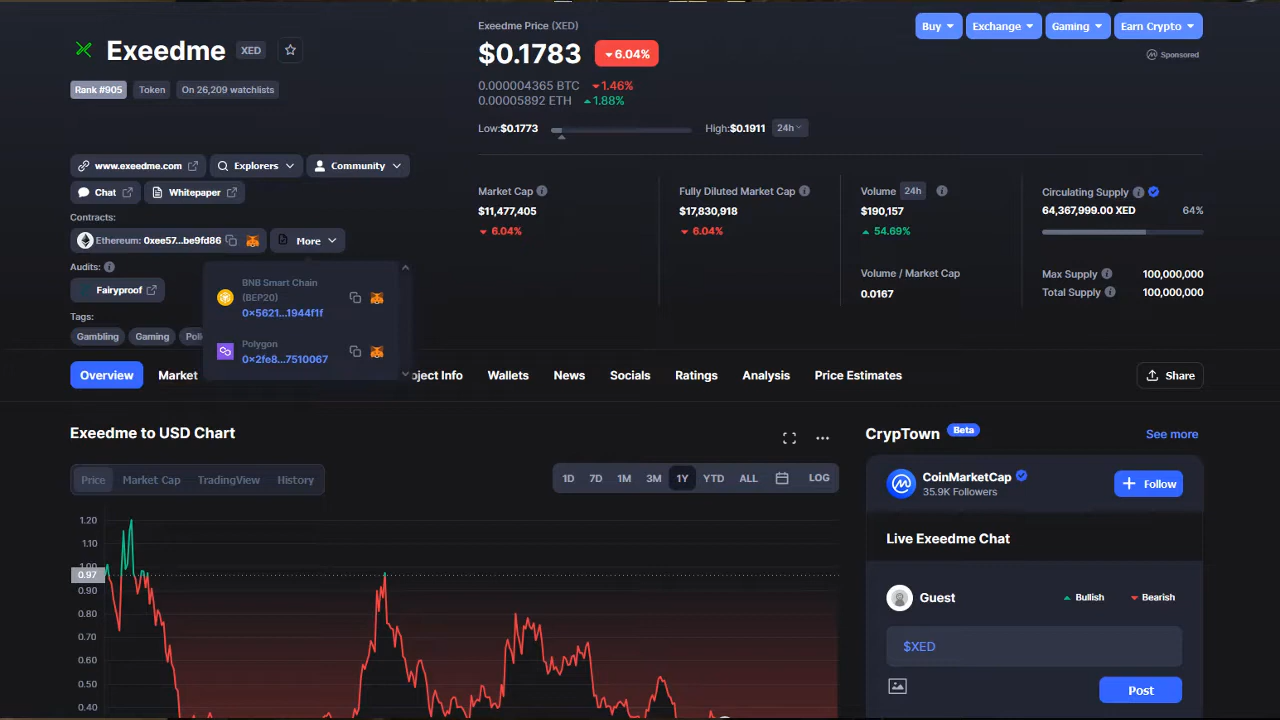 Exeedme XED
Rank #905 Token On 26,209 watchlists
www.exeedme.com Explorers Community
Chat Whitepaper
Contracts:
Ethereum: 0xee57...be9fd86 More
BNB Smart Chain
(BEP20)
0x5621...1944f1f
Polygon
0x2fe8...7510067
Audits:
Fairyproof
Tags:
Gambling Gaming
Exeedme Price (XED)
$0.1783 6.04%
0.000004365 BTC 1.46%
0.00005892 ETH 1.88%
Low:$0.1773 High:$0.1911 24h
Buy Exchange Gaming Earn Crypto
Sponsored
Market Cap
$11,477,405
6.04%
Fully Diluted Market Cap
$17,830,918
6.04%
Volume 24h
$190,157
54.69%
Volume / Market Cap
0.0167
Circulating Supply
64,367,999.00 XED 64%
Max Supply 100,000,000
Total Supply 100,000,000
Overview Market oject Info Wallets News Socials Ratings Analysis Price Estimates Share
Exeedme to USD Chart
Price Market Cap TradingView History
1D 7D 1M 3M 1Y YTD ALL LOG
1.20
1.10
1.00
0.97
0.90
0.80
0.70
0.60
0.50
0.40
CrypTown Beta See more
CoinMarketCap
35.9K Followers
Follow
Live Exeedme Chat
Guest Bullish Bearish
$XED
Post